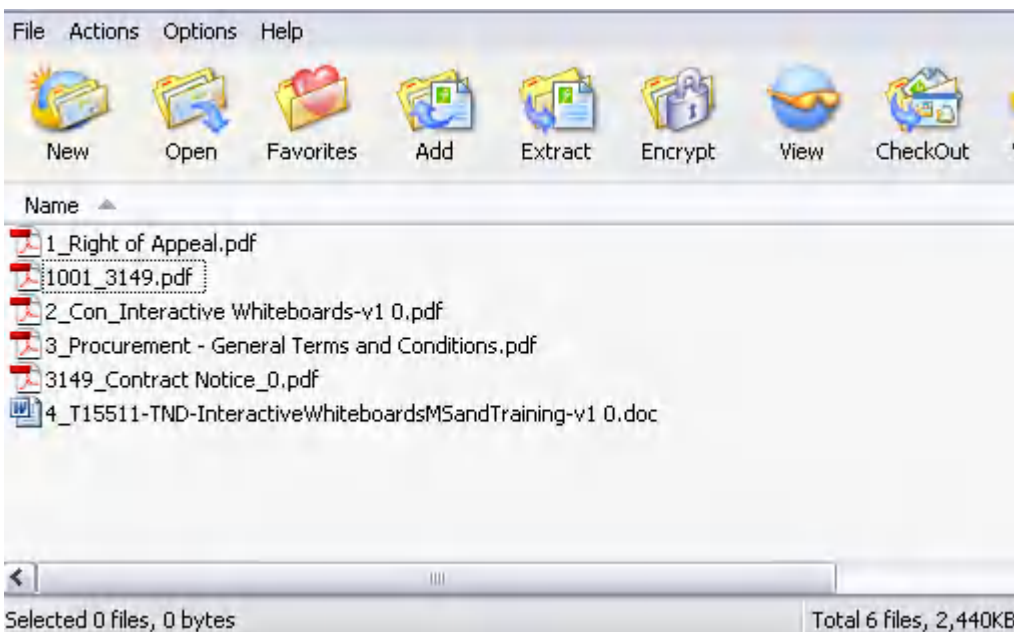 File Actions Options Help
New Open Favorites Add Extract Encrypt View CheckOut
Name
1_Right of Appeal.pdf
1001_3149.pdf
2_Con_Interactive Whiteboards-v1 0.pdf
3_Procurement - General Terms and Conditions.pdf
3149_Contract Notice_0.pdf
4_T15511-TND-InteractiveWhiteboardsMSandTraining-v1 0.doc
Selected 0 files, 0 bytes Total 6 files, 2,440KB